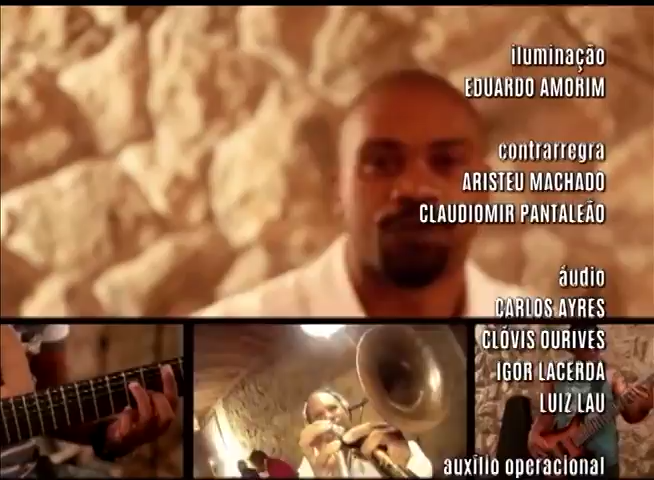 iluminação
EDUARDO AMORIM
contrarregra
ARISTEU MACHADO
CLAUDIOMIR PANTALEÃO
áudio
CARLOS AYRES
CLÓVIS OURIVES
IGOR LACERDA
LUIZ LAU
auxílio operacional